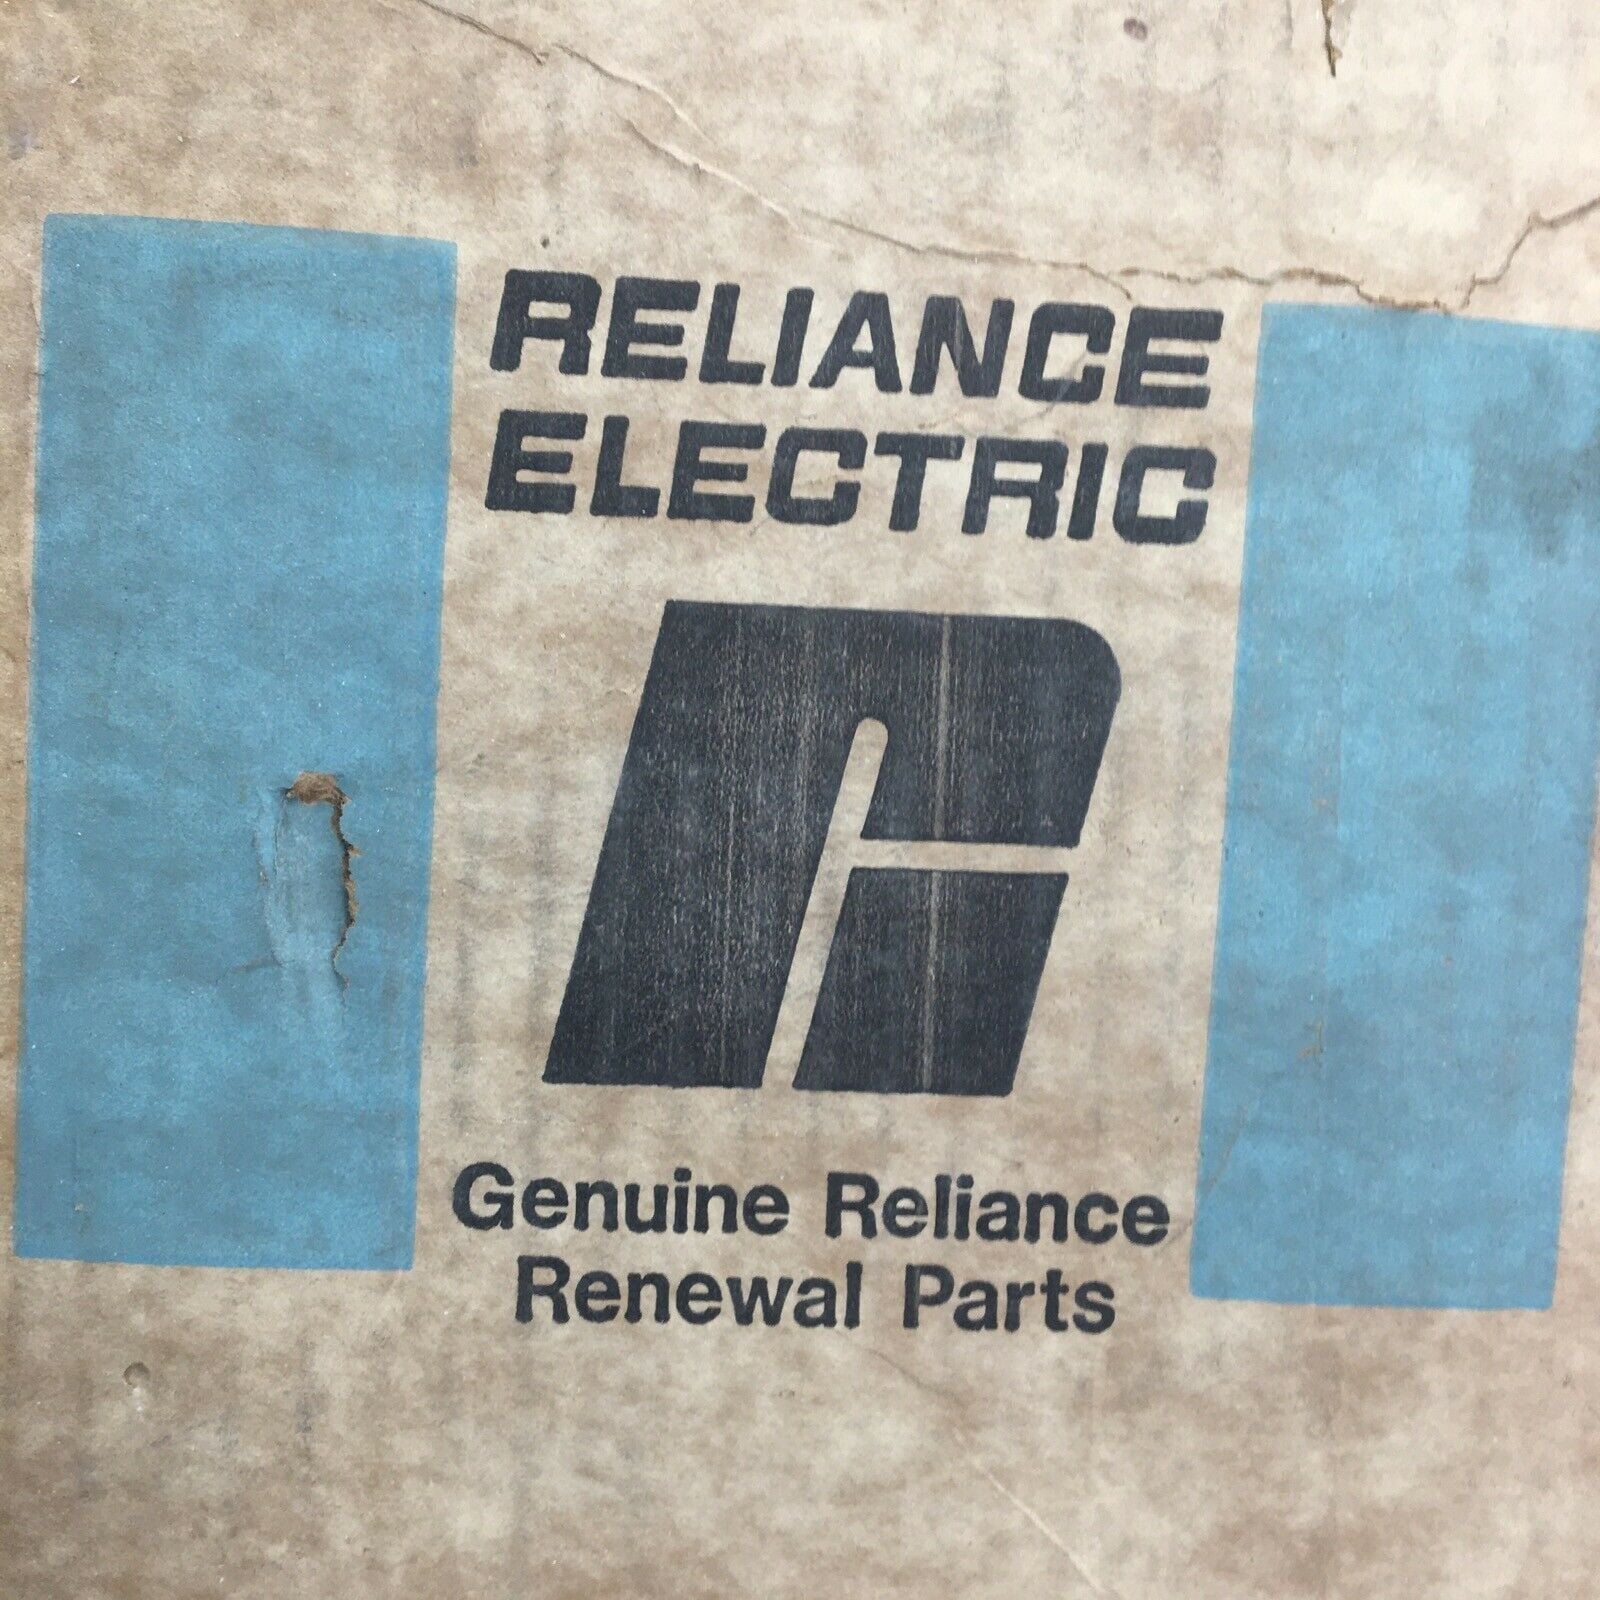 RELIANCE
ELECTRIC
R
Genuine Reliance
Renewal Parts